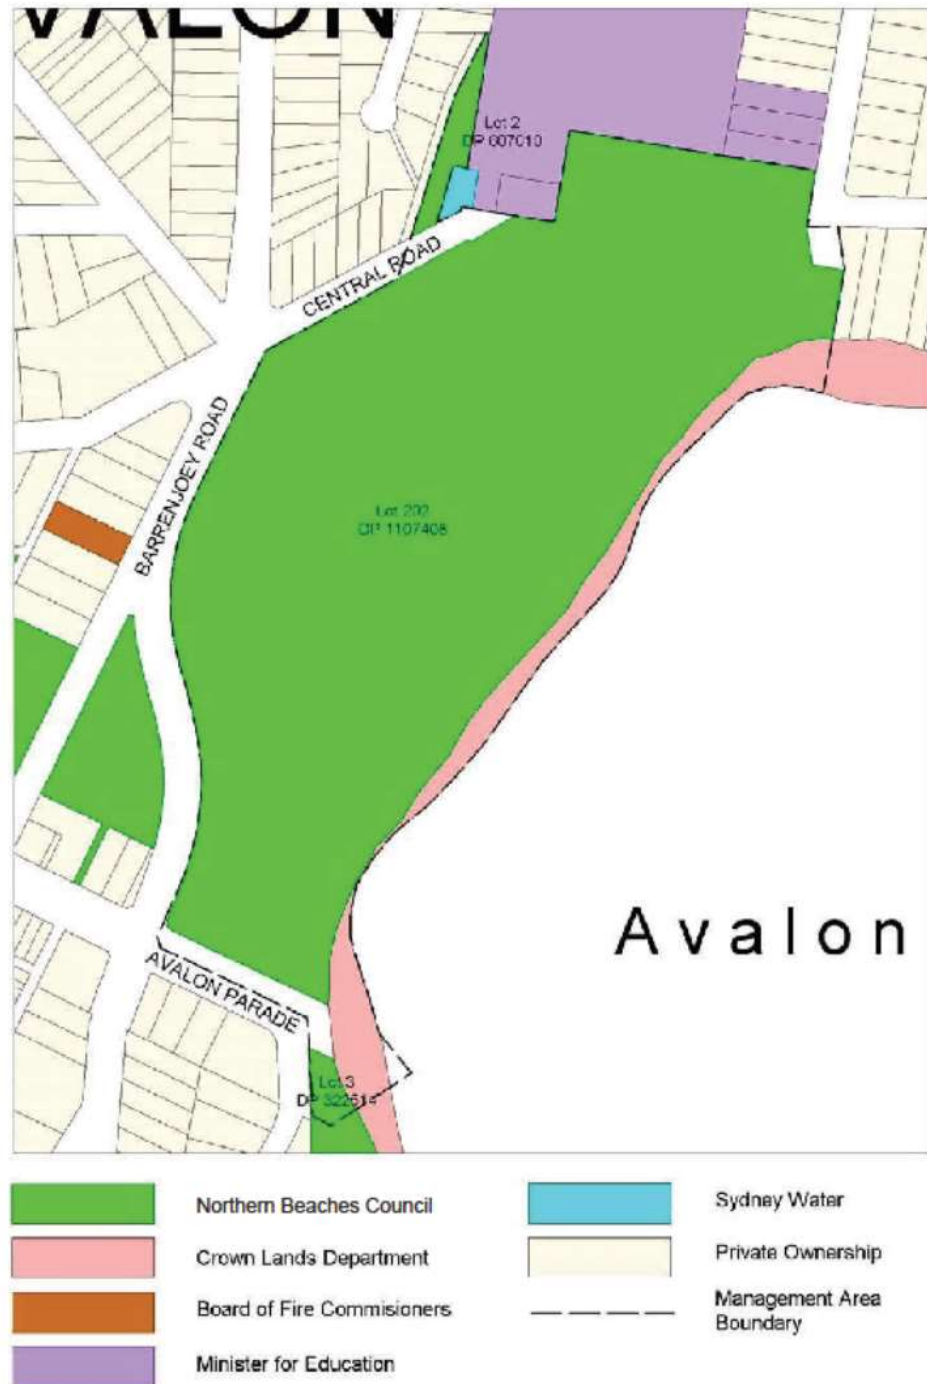 VALON
Lot 2
DP 607010
CENTRAL ROAD
BARRENJOEY ROAD
Lot 202
DP 1107408
Avalon
AVALON PARADE
Lot 3
DP 322514
Northern Beaches Council
Sydney Water
Crown Lands Department
Private Ownership
Board of Fire Commisioners
Management Area
Boundary
Minister for Education